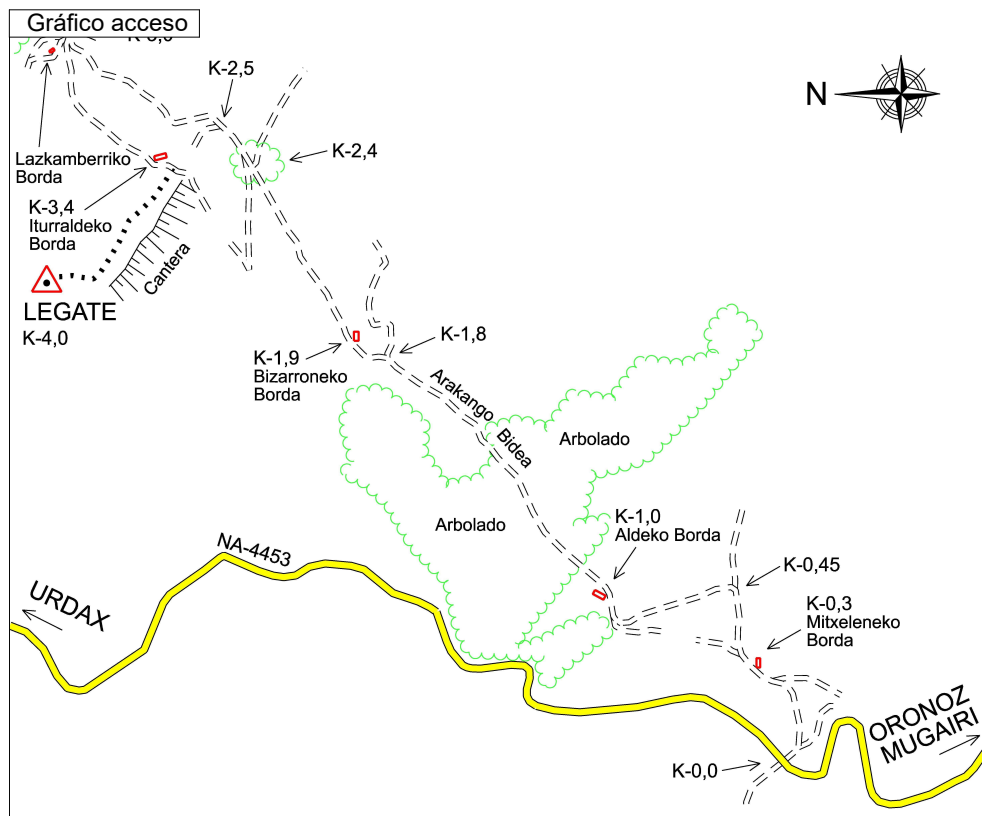 Gráfico acceso
K-2,5
N
K-2,4
Lazkamberriko
Borda
K-3,4
Iturraldeko
Borda
Cantera
LEGATE
K-4,0
K-1,8
K-1,9
Bizarroneko
Borda
Arakango
Bidea
Arbolado
Arbolado
K-1,0
Aldeko Borda
NA-4453
K-0,45
URDAX
K-0,3
Mitxeleneko
Borda
ORONOZ
MUGAIRI
K-0,0